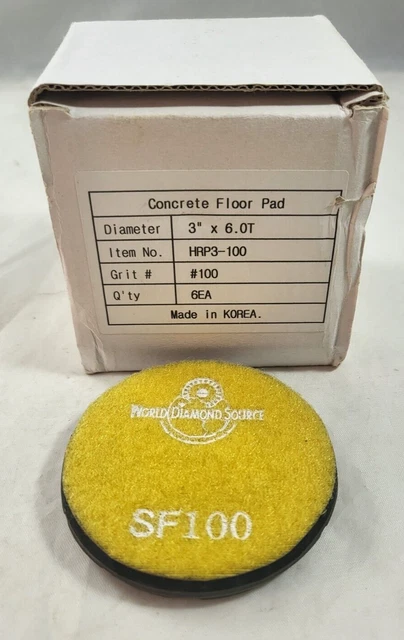 Concrete Floor Pad
Diameter 3" x 6.0T
Item No. HRP3-100
Grit # #100
Q'ty 6EA
Made in KOREA.
WORLD DIAMOND SOURCE
SF100